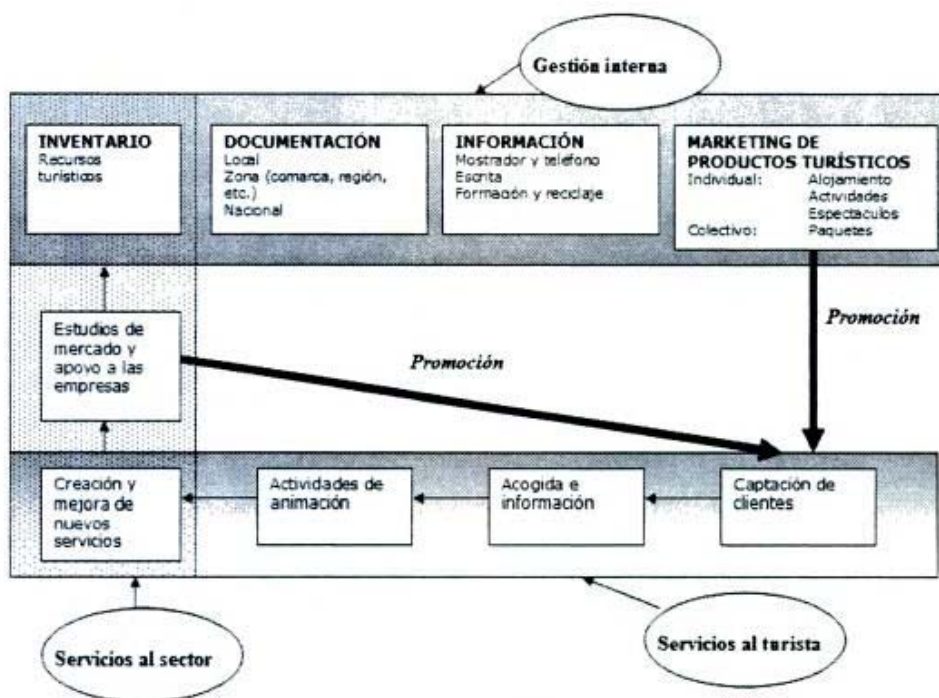 Gestión interna
INVENTARIO
Recursos
turísticos
DOCUMENTACIÓN
Local
Zona (comarca, región,
etc.)
Nacional
INFORMACIÓN
Mostrador y teléfono
Escrita
Formación y reciclaje
MARKETING DE
PRODUCTOS TURÍSTICOS
Individual: Alojamiento
Actividades
Espectaculos
Colectivo: Paquetes
Estudios de
mercado y
apoyo a las
empresas
Promoción
Promoción
Creación y
mejora de
nuevos
servicios
Actividades de
animación
Acogida e
información
Captación de
clientes
Servicios al sector
Servicios al turista